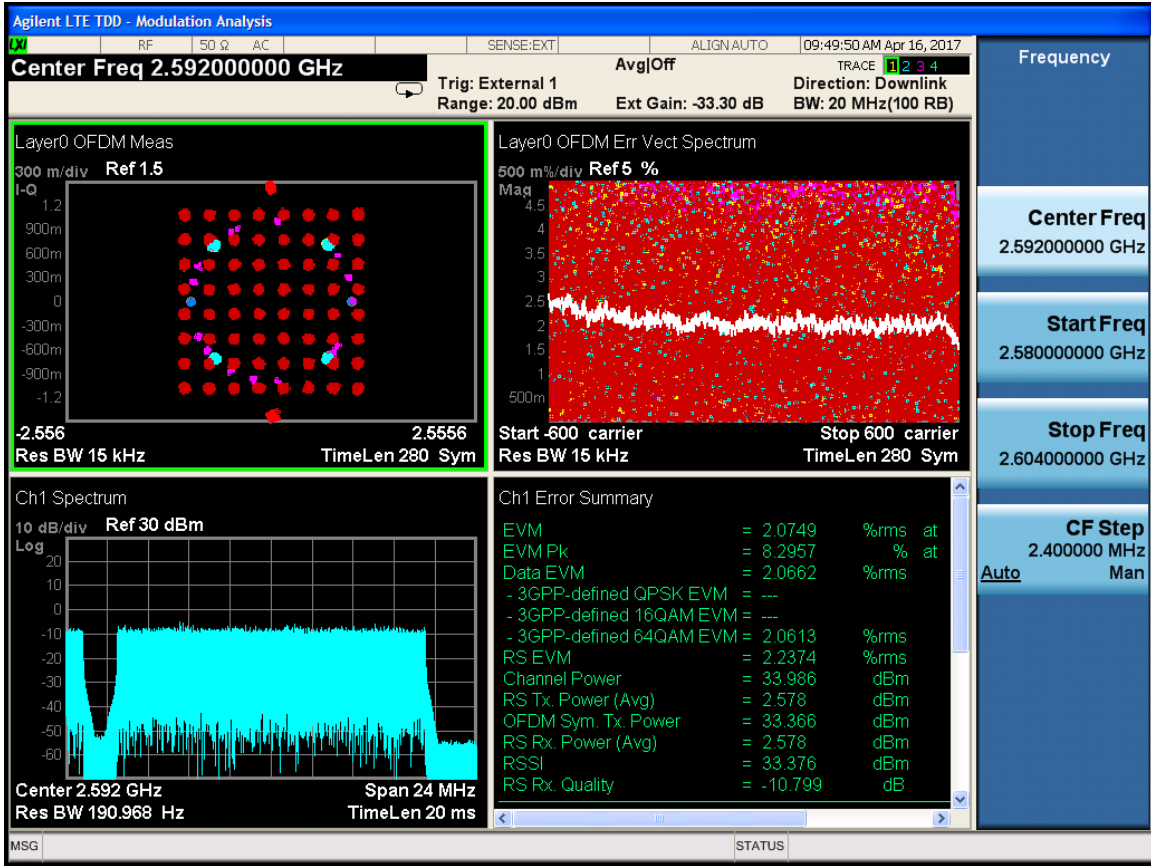 Agilent LTE TDD - Modulation Analysis
LXI RF 50 Ω AC SENSE:EXT ALIGN AUTO 09:49:50 AM Apr 16, 2017
Center Freq 2.592000000 GHz
Avg|Off
TRACE 1 2 3 4
Trig: External 1
Direction: Downlink
Range: 20.00 dBm Ext Gain: -33.30 dB BW: 20 MHz(100 RB)
Layer0 OFDM Meas
300 m/div Ref 1.5
I-Q
1.2
900m
600m
300m
0
-300m
-600m
-900m
-1.2
-2.556 2.5556
Res BW 15 kHz TimeLen 280 Sym
Layer0 OFDM Err Vect Spectrum
500 m%/div Ref 5 %
Mag
4.5
4
3.5
3
2.5
2
1.5
1
500m
Start -600 carrier Stop 600 carrier
Res BW 15 kHz TimeLen 280 Sym
Ch1 Spectrum
10 dB/div Ref 30 dBm
Log
20
10
0
-10
-20
-30
-40
-50
-60
Center 2.592 GHz Span 24 MHz
Res BW 190.968 Hz TimeLen 20 ms
Ch1 Error Summary
EVM = 2.0749 %rms at
EVM Pk = 8.2957 % at
Data EVM = 2.0662 %rms
- 3GPP-defined QPSK EVM = ---
- 3GPP-defined 16QAM EVM = ---
- 3GPP-defined 64QAM EVM = 2.0613 %rms
RS EVM = 2.2374 %rms
Channel Power = 33.986 dBm
RS Tx. Power (Avg) = 2.578 dBm
OFDM Sym. Tx. Power = 33.366 dBm
RS Rx. Power (Avg) = 2.578 dBm
RSSI = 33.376 dBm
RS Rx. Quality = -10.799 dB
MSG STATUS
Frequency
Center Freq
2.592000000 GHz
Start Freq
2.580000000 GHz
Stop Freq
2.604000000 GHz
CF Step
2.400000 MHz
Auto Man